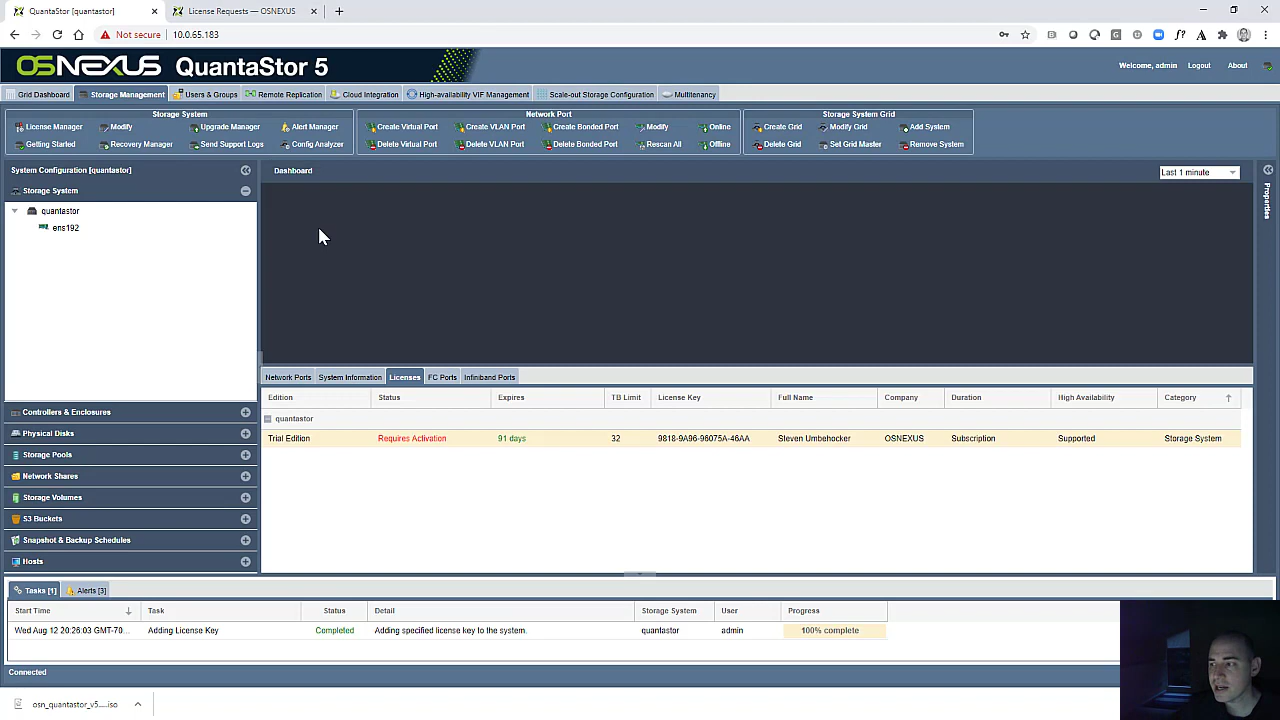 QuantaStor [quantastor]
License Requests — OSNEXUS
Not secure
10.0.65.183
OSNEXUS QuantaStor 5
Welcome, admin Logout About
Grid Dashboard Storage Management Users & Groups Remote Replication Cloud Integration High-availability VIF Management Scale-out Storage Configuration Multitenancy
Storage System Network Port Storage System Grid
License Manager Modify Upgrade Manager Alert Manager Create Virtual Port Create VLAN Port Create Bonded Port Modify Online Create Grid Modify Grid Add System
Getting Started Recovery Manager Send Support Logs Config Analyzer Delete Virtual Port Delete VLAN Port Delete Bonded Port Rescan All Offline Delete Grid Set Grid Master Remove System
System Configuration [quantastor]
Storage System
quantastor
ens192
Controllers & Enclosures
Physical Disks
Storage Pools
Network Shares
Storage Volumes
S3 Buckets
Snapshot & Backup Schedules
Hosts
Dashboard
Last 1 minute
Properties
Network Ports System Information Licenses FC Ports Infiniband Ports
Edition Status Expires TB Limit License Key Full Name Company Duration High Availability Category
quantastor
Trial Edition Requires Activation 91 days 32 9818-9A96-96075A-46AA Steven Umbehocker OSNEXUS Subscription Supported Storage System
Tasks [1] Alerts [3]
Start Time Task Status Detail Storage System User Progress
Wed Aug 12 20:26:03 GMT-70... Adding License Key Completed Adding specified license key to the system. quantastor admin 100% complete
Connected
osn_quantastor_v5....iso